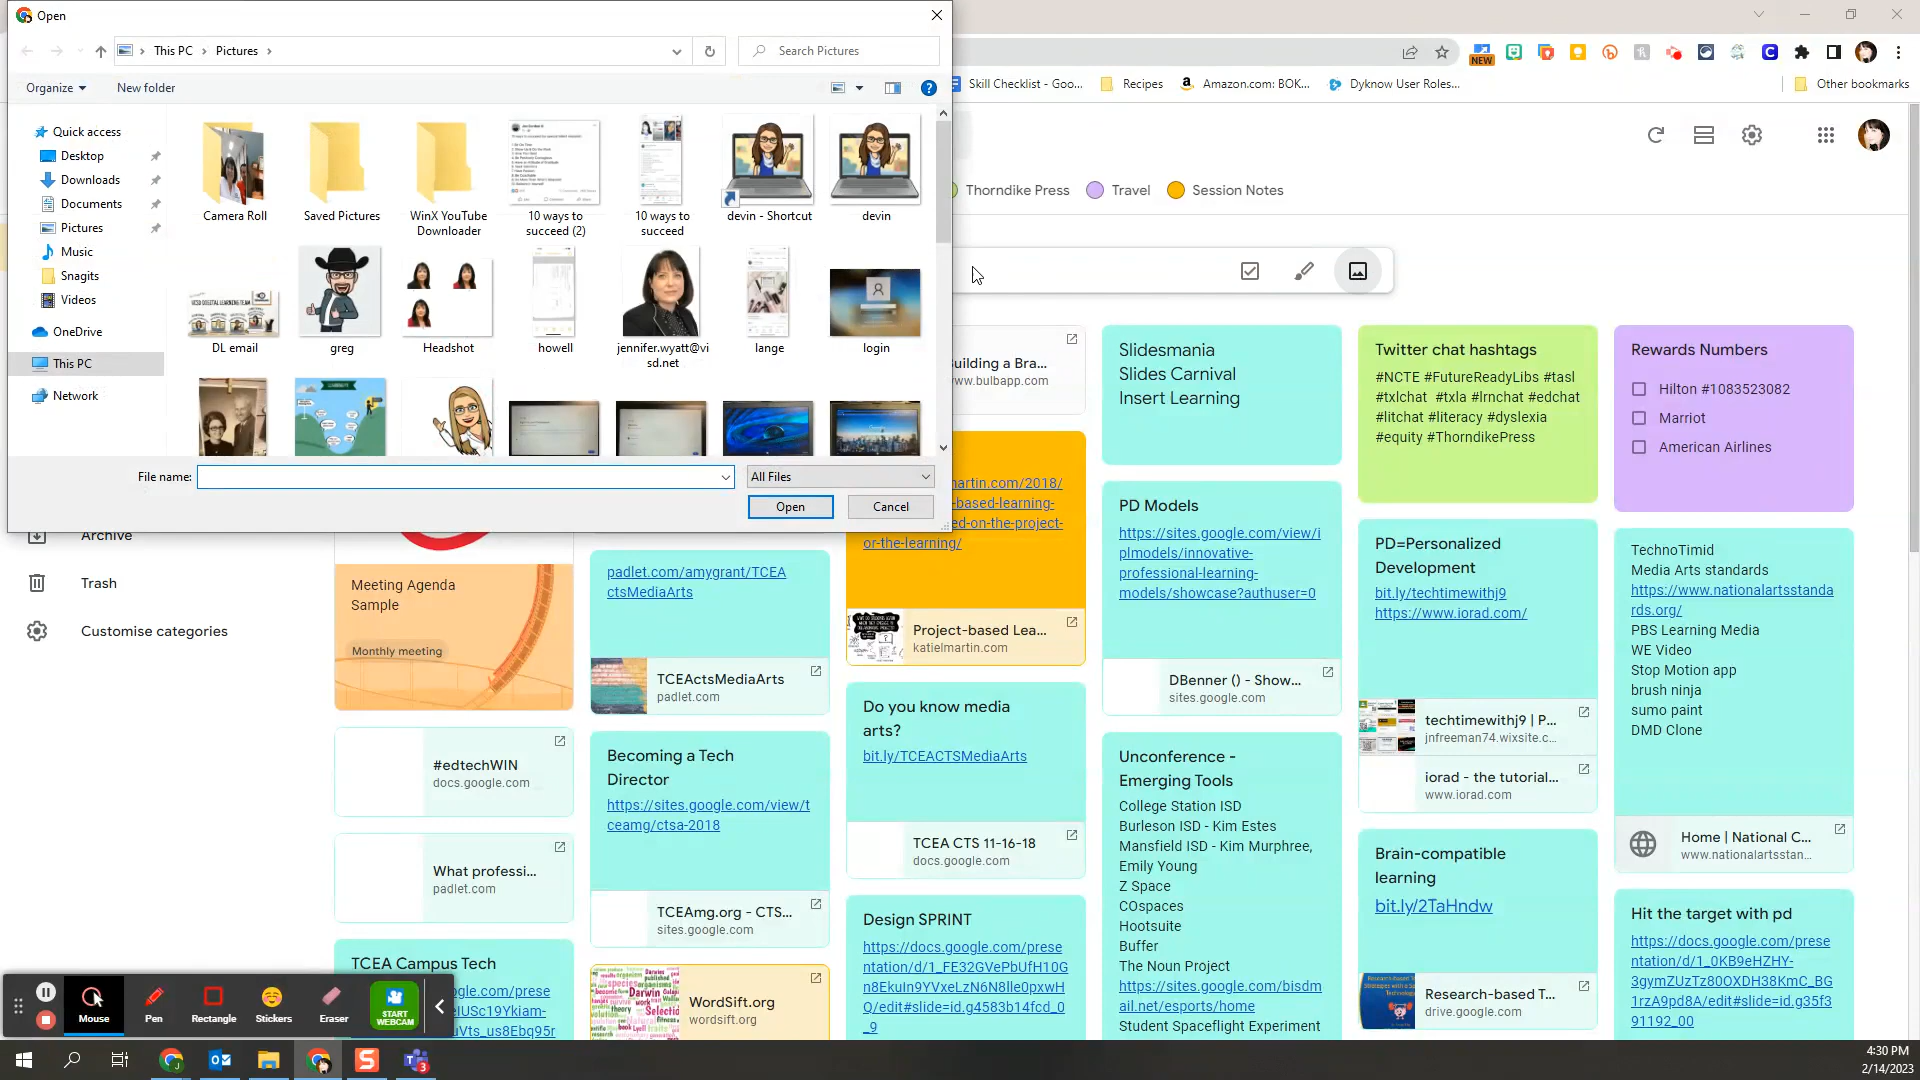 Open
This PC
Pictures
Search Pictures
Organize
New folder
Quick access
Desktop
Downloads
Documents
Pictures
Music
Snagits
Videos
OneDrive
This PC
Network
Camera Roll
Saved Pictures
WinX YouTube
Downloader
10 ways to
succeed (2)
10 ways to
succeed
devin - Shortcut
devin
DL email
greg
Headshot
howell
jennifer.wyatt@vi
sd.net
lange
login
File name:
All Files
Open
Cancel
NEW
Skill Checklist - Goo...
Recipes
Amazon.com: BOK...
Dyknow User Roles...
Other bookmarks
Thorndike Press
Travel
Session Notes
Archive
Trash
Customise categories
Meeting Agenda
Sample
Monthly meeting
#edtechWIN
docs.google.com
What professi...
padlet.com
TCEA Campus Tech
gle.com/prese
eIUSc19Ykiam-
uVts_us8Ebq95r
padlet.com/amygrant/TCEA
ctsMediaArts
TCEActsMediaArts
padlet.com
Becoming a Tech
Director
https://sites.google.com/view/t
ceamg/ctsa-2018
TCEAmg.org - CTS...
sites.google.com
WordSift.org
wordsift.org
uilding a Bra...
ww.bulbapp.com
martin.com/2018/
-based-learning-
ed-on-the-project-
or-the-learning/
Project-based Lea...
katielmartin.com
Do you know media
arts?
bit.ly/TCEACTSMediaArts
TCEA CTS 11-16-18
docs.google.com
Design SPRINT
https://docs.google.com/prese
ntation/d/1_FE32GVePbUfH10G
n8EkuIn9YVxeLzN6N8lle0pxwH
Q/edit#slide=id.g4583b14fcd_0
_9
Slidesmania
Slides Carnival
Insert Learning
PD Models
https://sites.google.com/view/i
plmodels/innovative-
professional-learning-
models/showcase?authuser=0
DBenner () - Show...
sites.google.com
Unconference -
Emerging Tools
College Station ISD
Burleson ISD - Kim Estes
Mansfield ISD - Kim Murphree,
Emily Young
Z Space
COspaces
Hootsuite
Buffer
The Noun Project
https://sites.google.com/bisdm
ail.net/esports/home
Student Spaceflight Experiment
Twitter chat hashtags
#NCTE #FutureReadyLibs #tasl
#txlchat #txla #lrnchat #edchat
#litchat #literacy #dyslexia
#equity #ThorndikePress
PD=Personalized
Development
bit.ly/techtimewithj9
https://www.iorad.com/
techtimewithj9 | P...
jnfreeman74.wixsite.c...
iorad - the tutorial...
www.iorad.com
Brain-compatible
learning
bit.ly/2TaHndw
Research-based T...
drive.google.com
Rewards Numbers
Hilton #1083523082
Marriot
American Airlines
TechnoTimid
Media Arts standards
https://www.nationalartsstanda
rds.org/
PBS Learning Media
WE Video
Stop Motion app
brush ninja
sumo paint
DMD Clone
Home | National C...
www.nationalartsstan...
Hit the target with pd
https://docs.google.com/prese
ntation/d/1_0KB9eHZHY-
3gymZUzTz80OXDH38KmC_BG
1rzA9pd8A/edit#slide=id.g35f3
91192_00
Mouse
Pen
Rectangle
Stickers
Eraser
START
WEBCAM
4:30 PM
2/14/2023